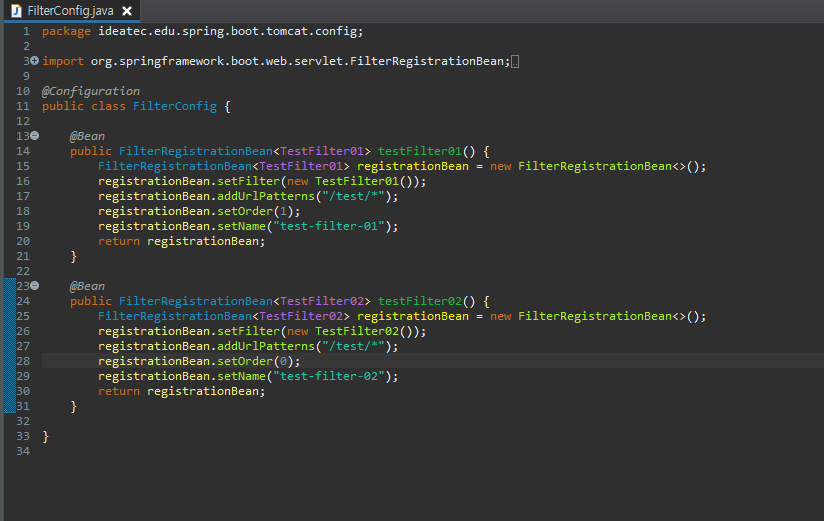 FilterConfig.java
1 package ideatec.edu.spring.boot.tomcat.config;
2
3 import org.springframework.boot.web.servlet.FilterRegistrationBean;
9
10 @Configuration
11 public class FilterConfig {
12
13     @Bean
14     public FilterRegistrationBean<TestFilter01> testFilter01() {
15         FilterRegistrationBean<TestFilter01> registrationBean = new FilterRegistrationBean<>();
16         registrationBean.setFilter(new TestFilter01());
17         registrationBean.addUrlPatterns("/test/*");
18         registrationBean.setOrder(1);
19         registrationBean.setName("test-filter-01");
20         return registrationBean;
21     }
22
23     @Bean
24     public FilterRegistrationBean<TestFilter02> testFilter02() {
25         FilterRegistrationBean<TestFilter02> registrationBean = new FilterRegistrationBean<>();
26         registrationBean.setFilter(new TestFilter02());
27         registrationBean.addUrlPatterns("/test/*");
28         registrationBean.setOrder(0);
29         registrationBean.setName("test-filter-02");
30         return registrationBean;
31     }
32
33 }
34